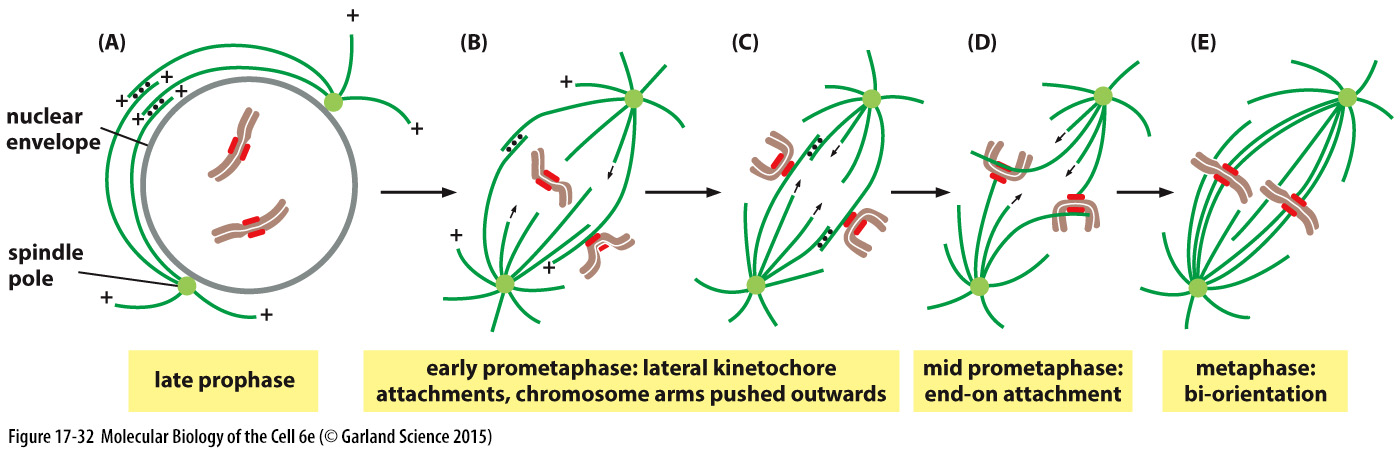 (A)
(B)
(C)
(D)
(E)
+
+
+
+
+
+
+
+
+
+
+
nuclear
envelope
spindle
pole
late prophase
early prometaphase: lateral kinetochore
attachments, chromosome arms pushed outwards
mid prometaphase:
end-on attachment
metaphase:
bi-orientation
Figure 17-32 Molecular Biology of the Cell 6e (© Garland Science 2015)